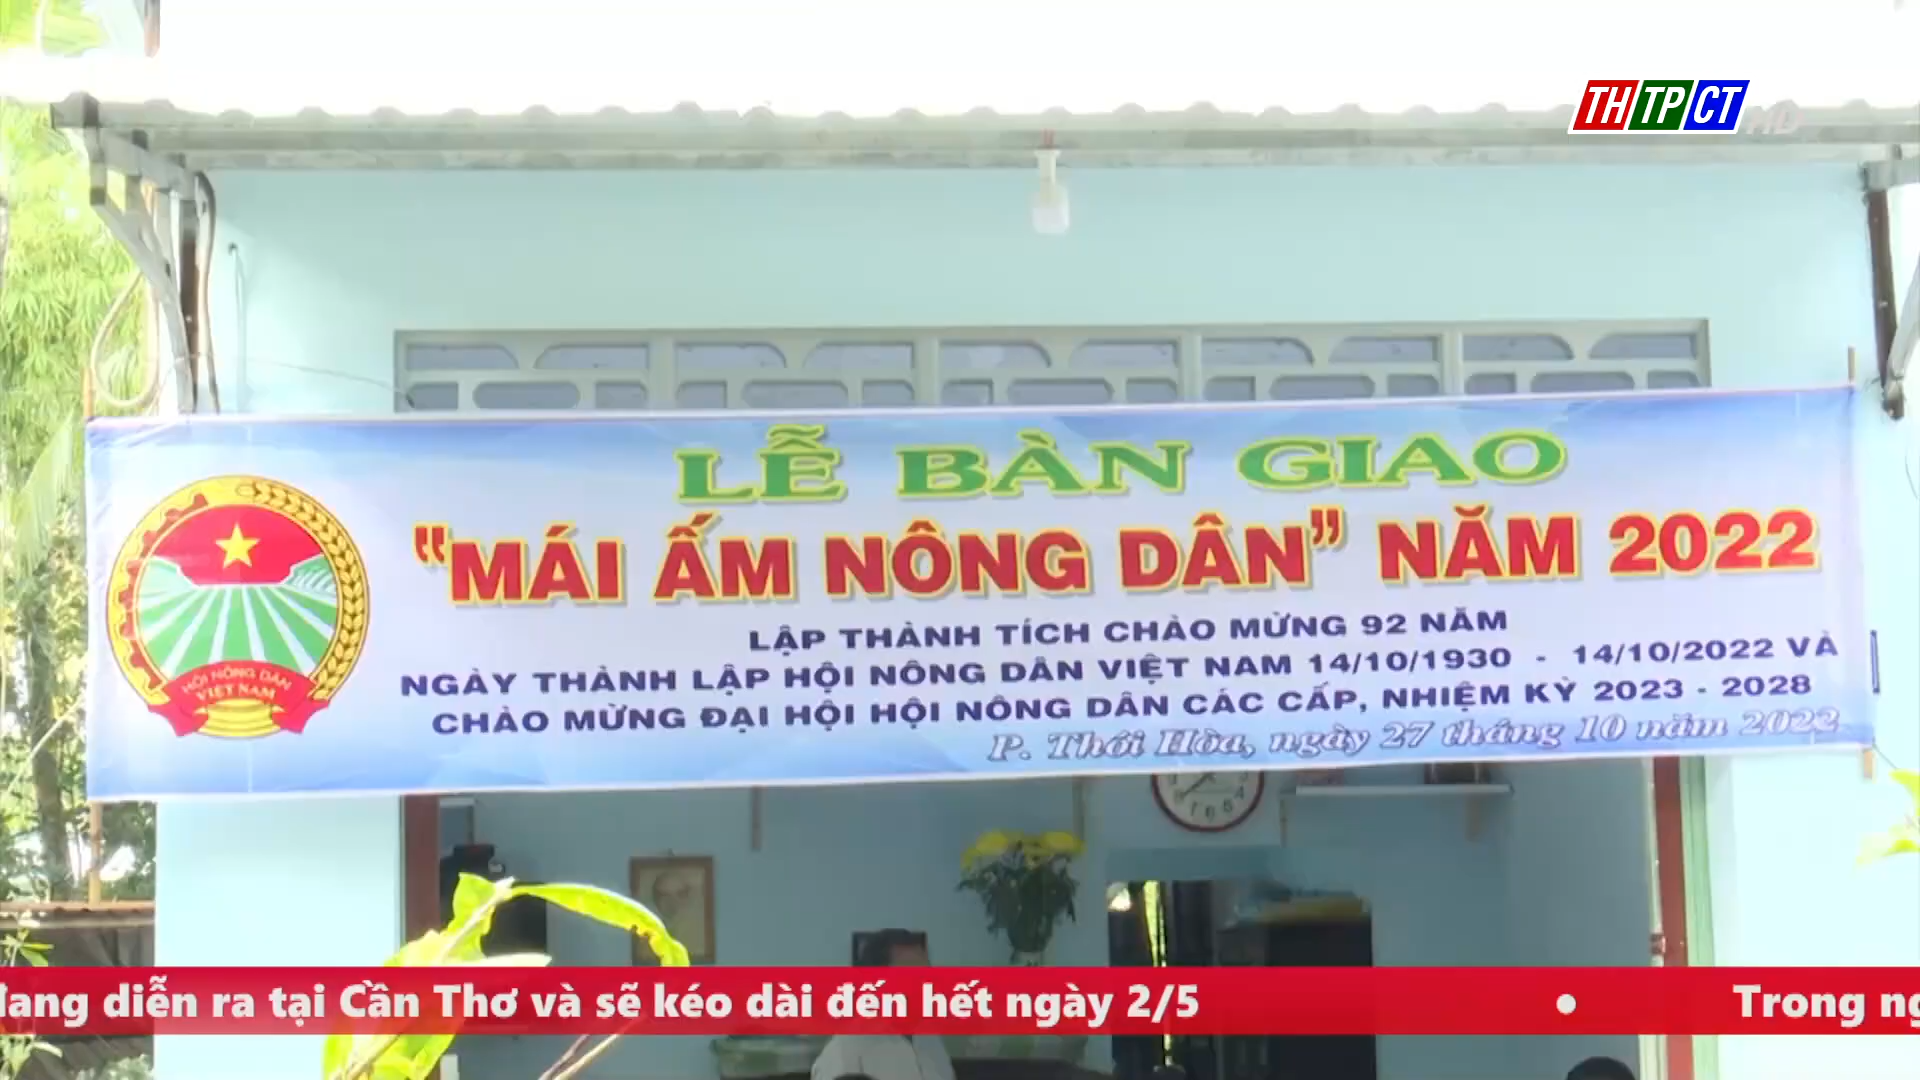 THTPCT HD
LỄ BÀN GIAO
"MÁI ẤM NÔNG DÂN" NĂM 2022
LẬP THÀNH TÍCH CHÀO MỪNG 92 NĂM
NGÀY THÀNH LẬP HỘI NÔNG DÂN VIỆT NAM 14/10/1930 - 14/10/2022 VÀ
CHÀO MỪNG ĐẠI HỘI HỘI NÔNG DÂN CÁC CẤP, NHIỆM KỲ 2023 - 2028
P. Thới Hòa, ngày 27 tháng 10 năm 2022
HỘI NÔNG DÂN
VIỆT NAM
đang diễn ra tại Cần Thơ và sẽ kéo dài đến hết ngày 2/5 • Trong